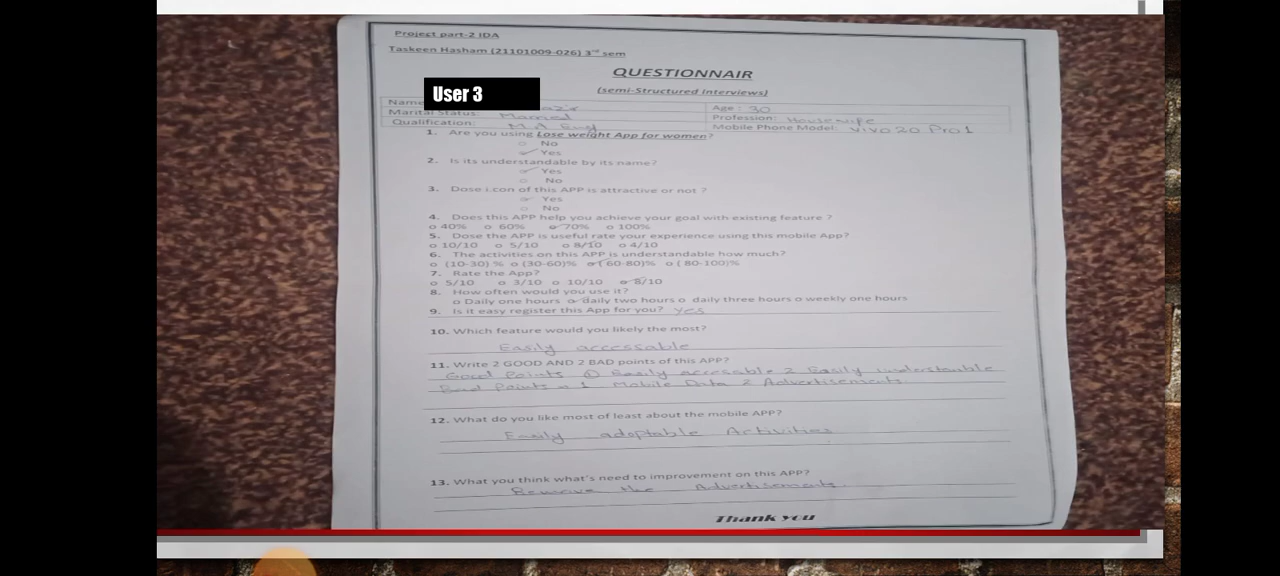 Project part-2 IDA
Taskeen Hasham (21101009-026) 3rd sem
QUESTIONNAIR
(semi-Structured Interviews)
User 3
Name
Age: 30
Marital Status: Married
Profession: Housewife
Qualification: M.A Eng
Mobile Phone Model: Vivo 20 Pro 1
1. Are you using Lose weight App for women?
o No
Yes
2. Is its understandable by its name?
Yes
o No
3. Dose icon of this APP is attractive or not ?
Yes
o No
4. Does this APP help you achieve your goal with existing feature ?
o 40% o 60% o 70% o 100%
5. Dose the APP is useful rate your experience using this mobile App?
o 10/10 o 5/10 o 8/10 o 4/10
6. The activities on this APP is understandable how much?
o (10-30) % o (30-60)% o (60-80)% o ( 80-100)%
7. Rate the App?
o 5/10 o 3/10 o 10/10 o 8/10
8. How often would you use it?
o Daily one hours o daily two hours o daily three hours o weekly one hours
9. Is it easy register this App for you? Yes
10. Which feature would you likely the most?
Easily accessable
11. Write 2 GOOD AND 2 BAD points of this APP?
Good Points ① Easily accessable 2 Easily understanble
Bad Points 1 Mobile Data 2 Advertisements.
12. What do you like most of least about the mobile APP?
Easily adoptable Activities
13. What you think what's need to improvement on this APP?
Remove the Advertisements.
Thank you